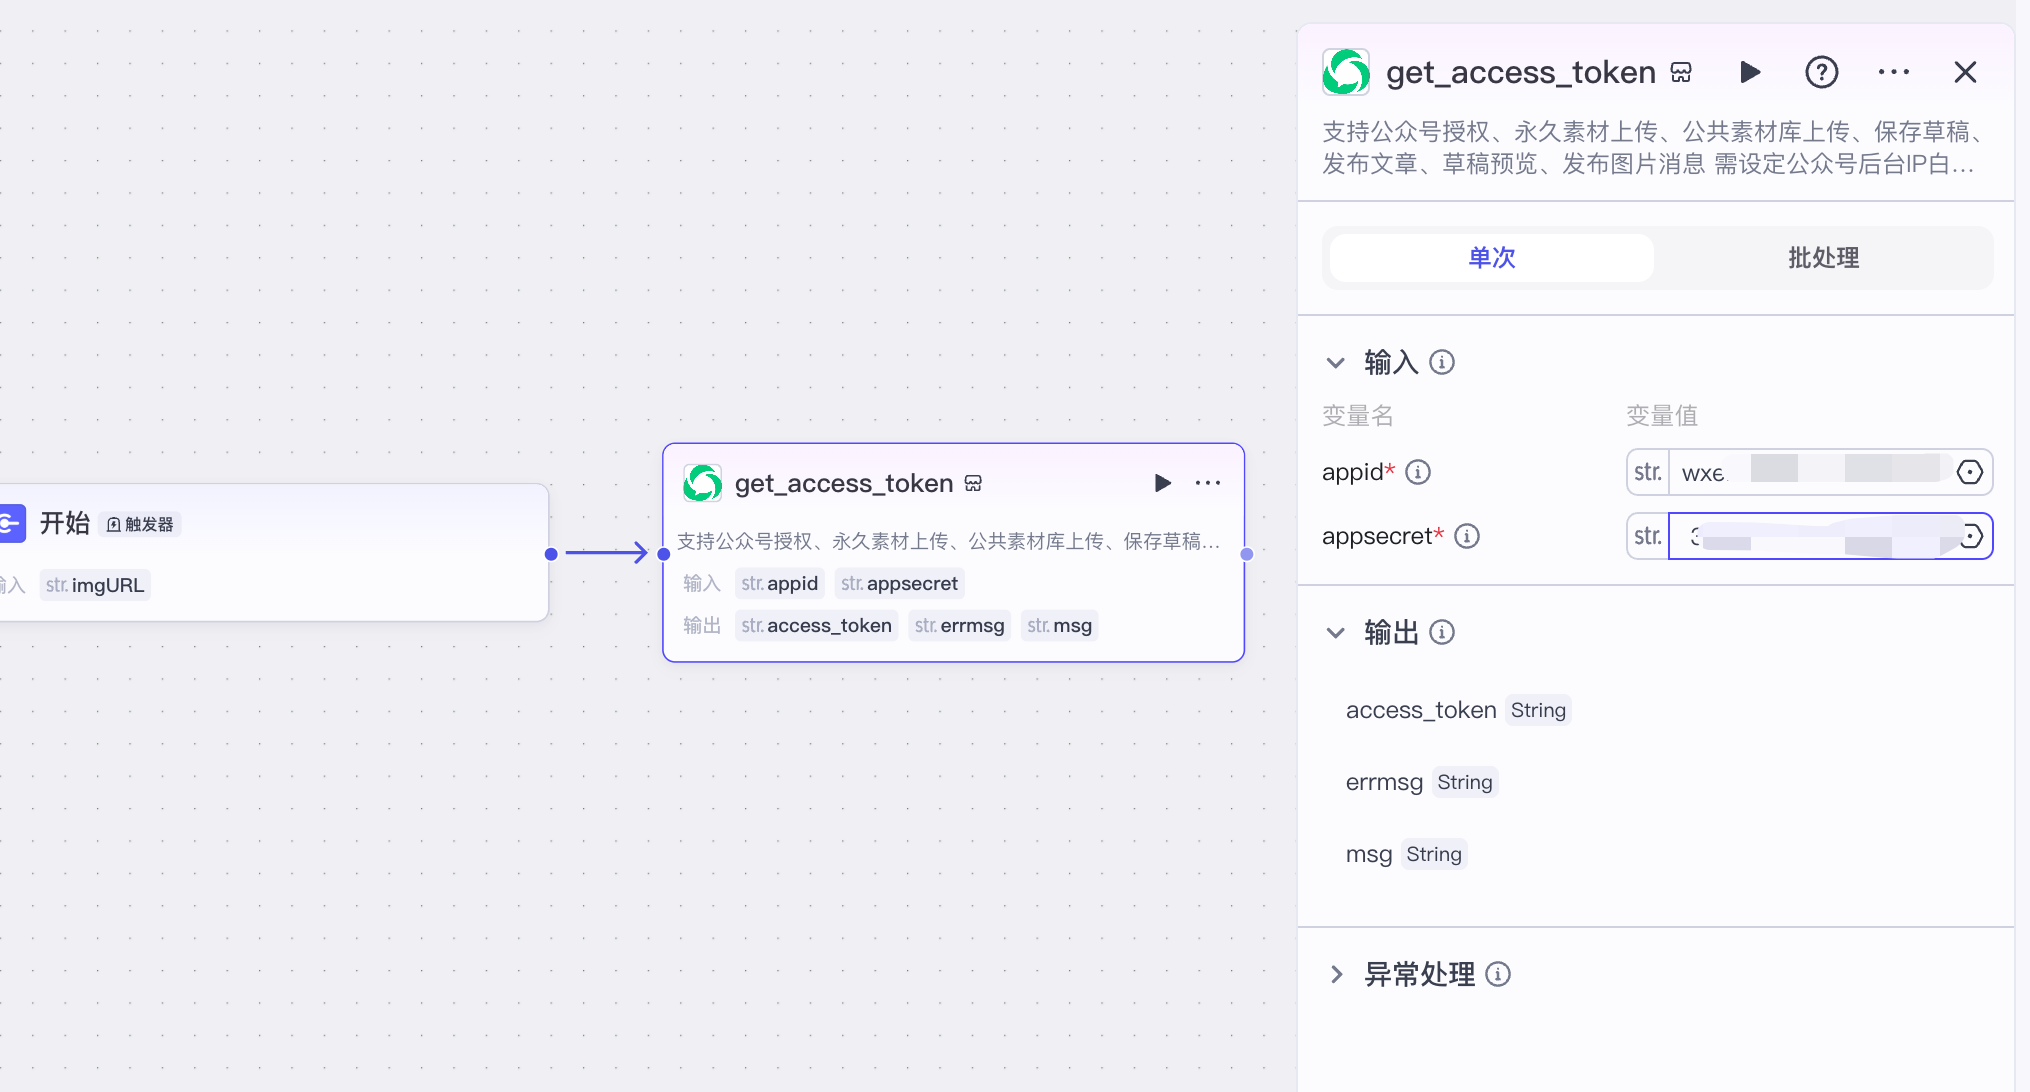 开始 触发器
入 str. imgURL
get_access_token
支持公众号授权、永久素材上传、公共素材库上传、保存草稿...
输入 str. appid str. appsecret
输出 str. access_token str. errmsg str. msg
get_access_token
支持公众号授权、永久素材上传、公共素材库上传、保存草稿、
发布文章、草稿预览、发布图片消息 需设定公众号后台IP白...
单次 批处理
输入
变量名 变量值
appid* str. wxe
appsecret* str.
输出
access_token String
errmsg String
msg String
异常处理